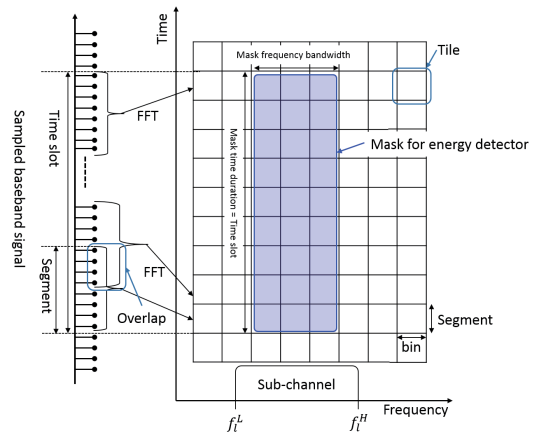 Time
Mask frequency bandwidth
Tile
FFT
Sampled baseband signal
Time slot
Mask time duration = Time slot
Mask for energy detector
Segment
FFT
Overlap
Segment
bin
Sub-channel
Frequency
f_l^L
f_l^H